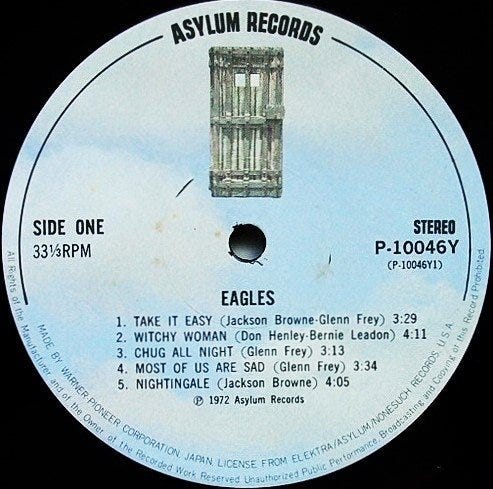 ASYLUM RECORDS
SIDE ONE
33⅓RPM
STEREO
P-10046Y
(P-10046Y1)
EAGLES
1. TAKE IT EASY (Jackson Browne-Glenn Frey) 3:29
2. WITCHY WOMAN (Don Henley-Bernie Leadon) 4:11
3. CHUG ALL NIGHT (Glenn Frey) 3:13
4. MOST OF US ARE SAD (Glenn Frey) 3:34
5. NIGHTINGALE (Jackson Browne) 4:05
Ⓟ 1972 Asylum Records
MADE BY WARNER-PIONEER CORPORATION, JAPAN, LICENSE FROM ELEKTRA/ASYLUM/NONESUCH RECORDS, U.S.A.
All Rights of the Manufacturer and of the Owner of the Recorded Work Reserved Unauthorized Public Performance Broadcasting and Copying of this Record Prohibited